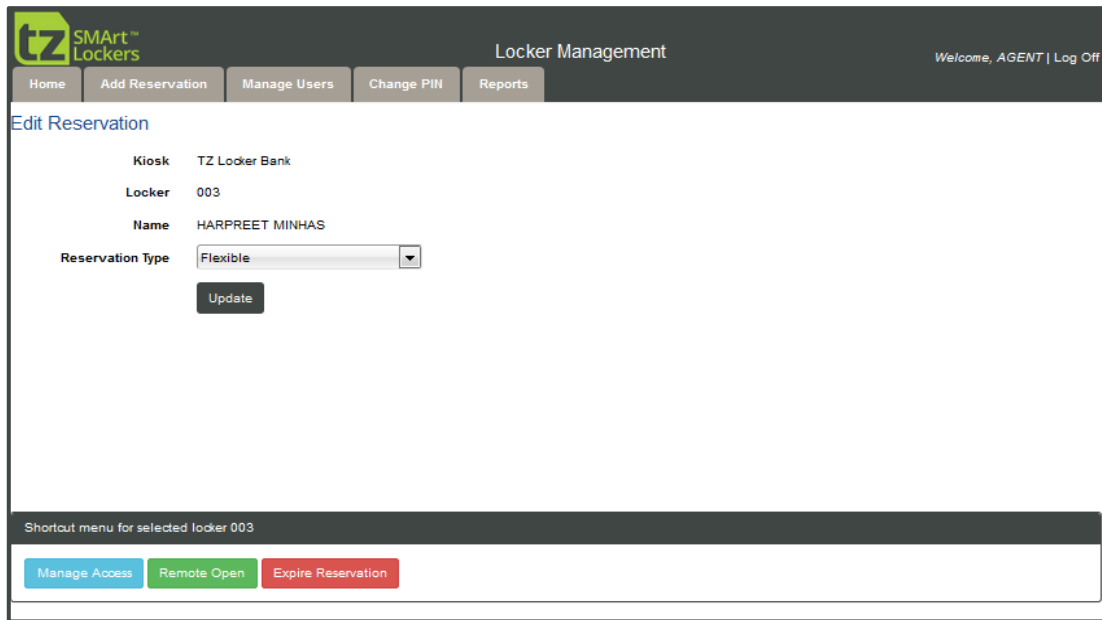 tz SMArt™ Lockers
Locker Management
Welcome, AGENT | Log Off
Home Add Reservation Manage Users Change PIN Reports
Edit Reservation
Kiosk TZ Locker Bank
Locker 003
Name HARPREET MINHAS
Reservation Type Flexible
Update
Shortcut menu for selected locker 003
Manage Access Remote Open Expire Reservation